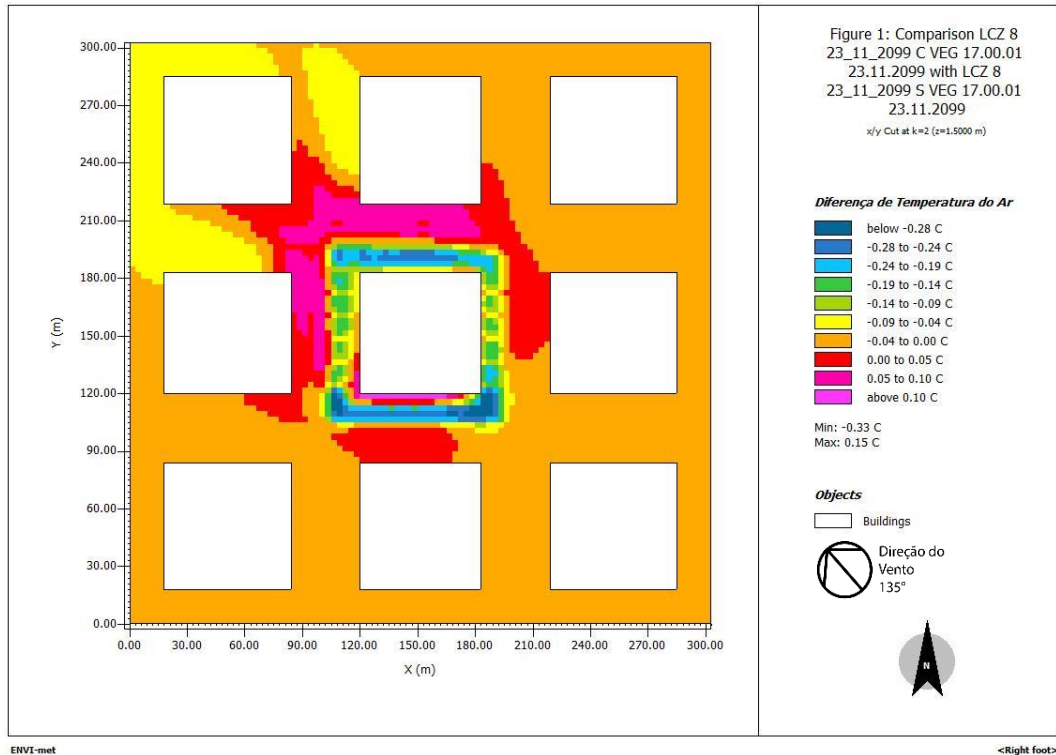 Figure 1: Comparison LCZ 8
23_11_2099 C VEG 17.00.01
23.11.2099 with LCZ 8
23_11_2099 S VEG 17.00.01
23.11.2099
x/y Cut at k=2 (z=1.5000 m)
Diferença de Temperatura do Ar
below -0.28 C
-0.28 to -0.24 C
-0.24 to -0.19 C
-0.19 to -0.14 C
-0.14 to -0.09 C
-0.09 to -0.04 C
-0.04 to 0.00 C
0.00 to 0.05 C
0.05 to 0.10 C
above 0.10 C
Min: -0.33 C
Max: 0.15 C
Objects
Buildings
Direção do
Vento
135°
N
300.00
270.00
240.00
210.00
180.00
150.00
120.00
90.00
60.00
30.00
0.00
Y (m)
0.00 30.00 60.00 90.00 120.00 150.00 180.00 210.00 240.00 270.00 300.00
X (m)
ENVI-met
<Right foot>